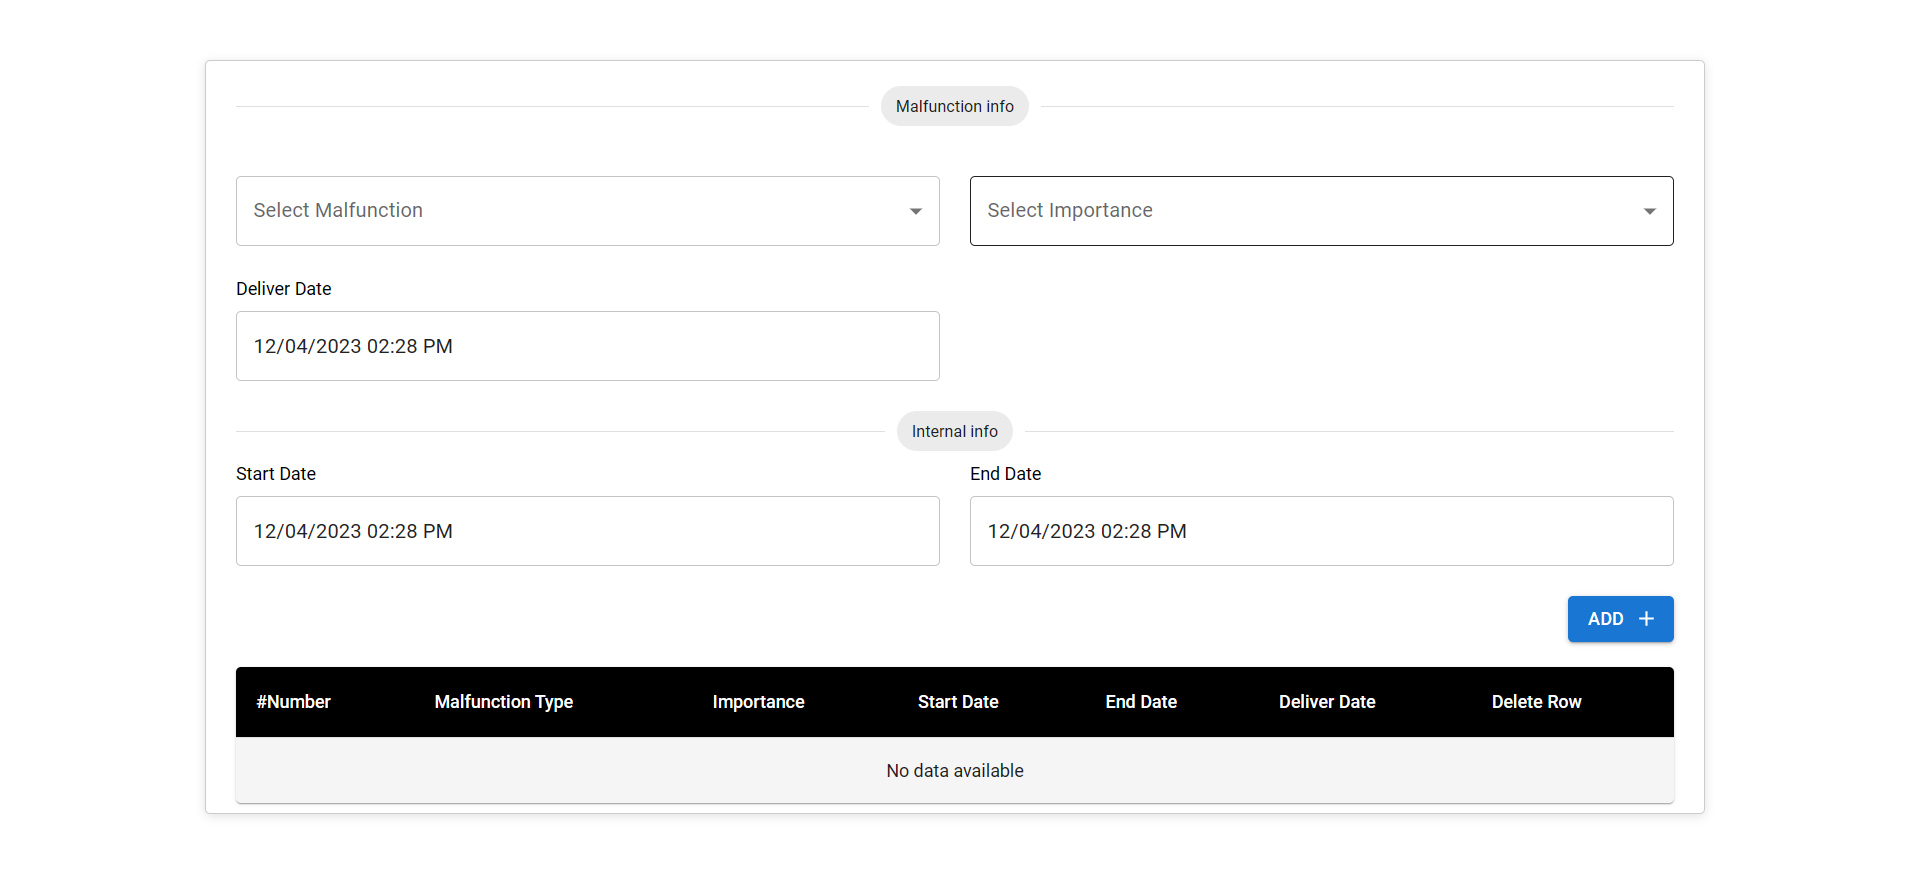 Malfunction info
Select Malfunction
Select Importance
Deliver Date
12/04/2023 02:28 PM
Internal info
Start Date
End Date
12/04/2023 02:28 PM
12/04/2023 02:28 PM
ADD +
#Number Malfunction Type Importance Start Date End Date Deliver Date Delete Row
No data available